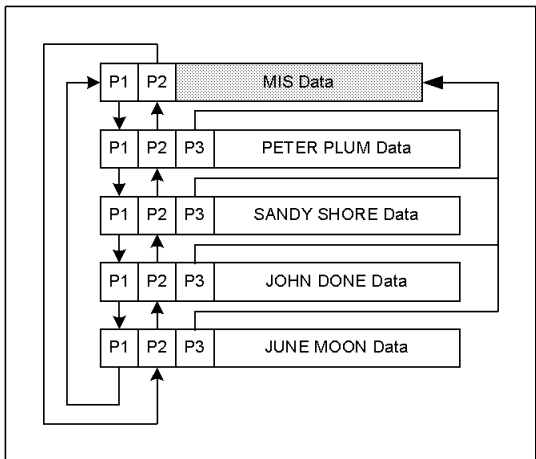 P1 P2 MIS Data
P1 P2 P3 PETER PLUM Data
P1 P2 P3 SANDY SHORE Data
P1 P2 P3 JOHN DONE Data
P1 P2 P3 JUNE MOON Data